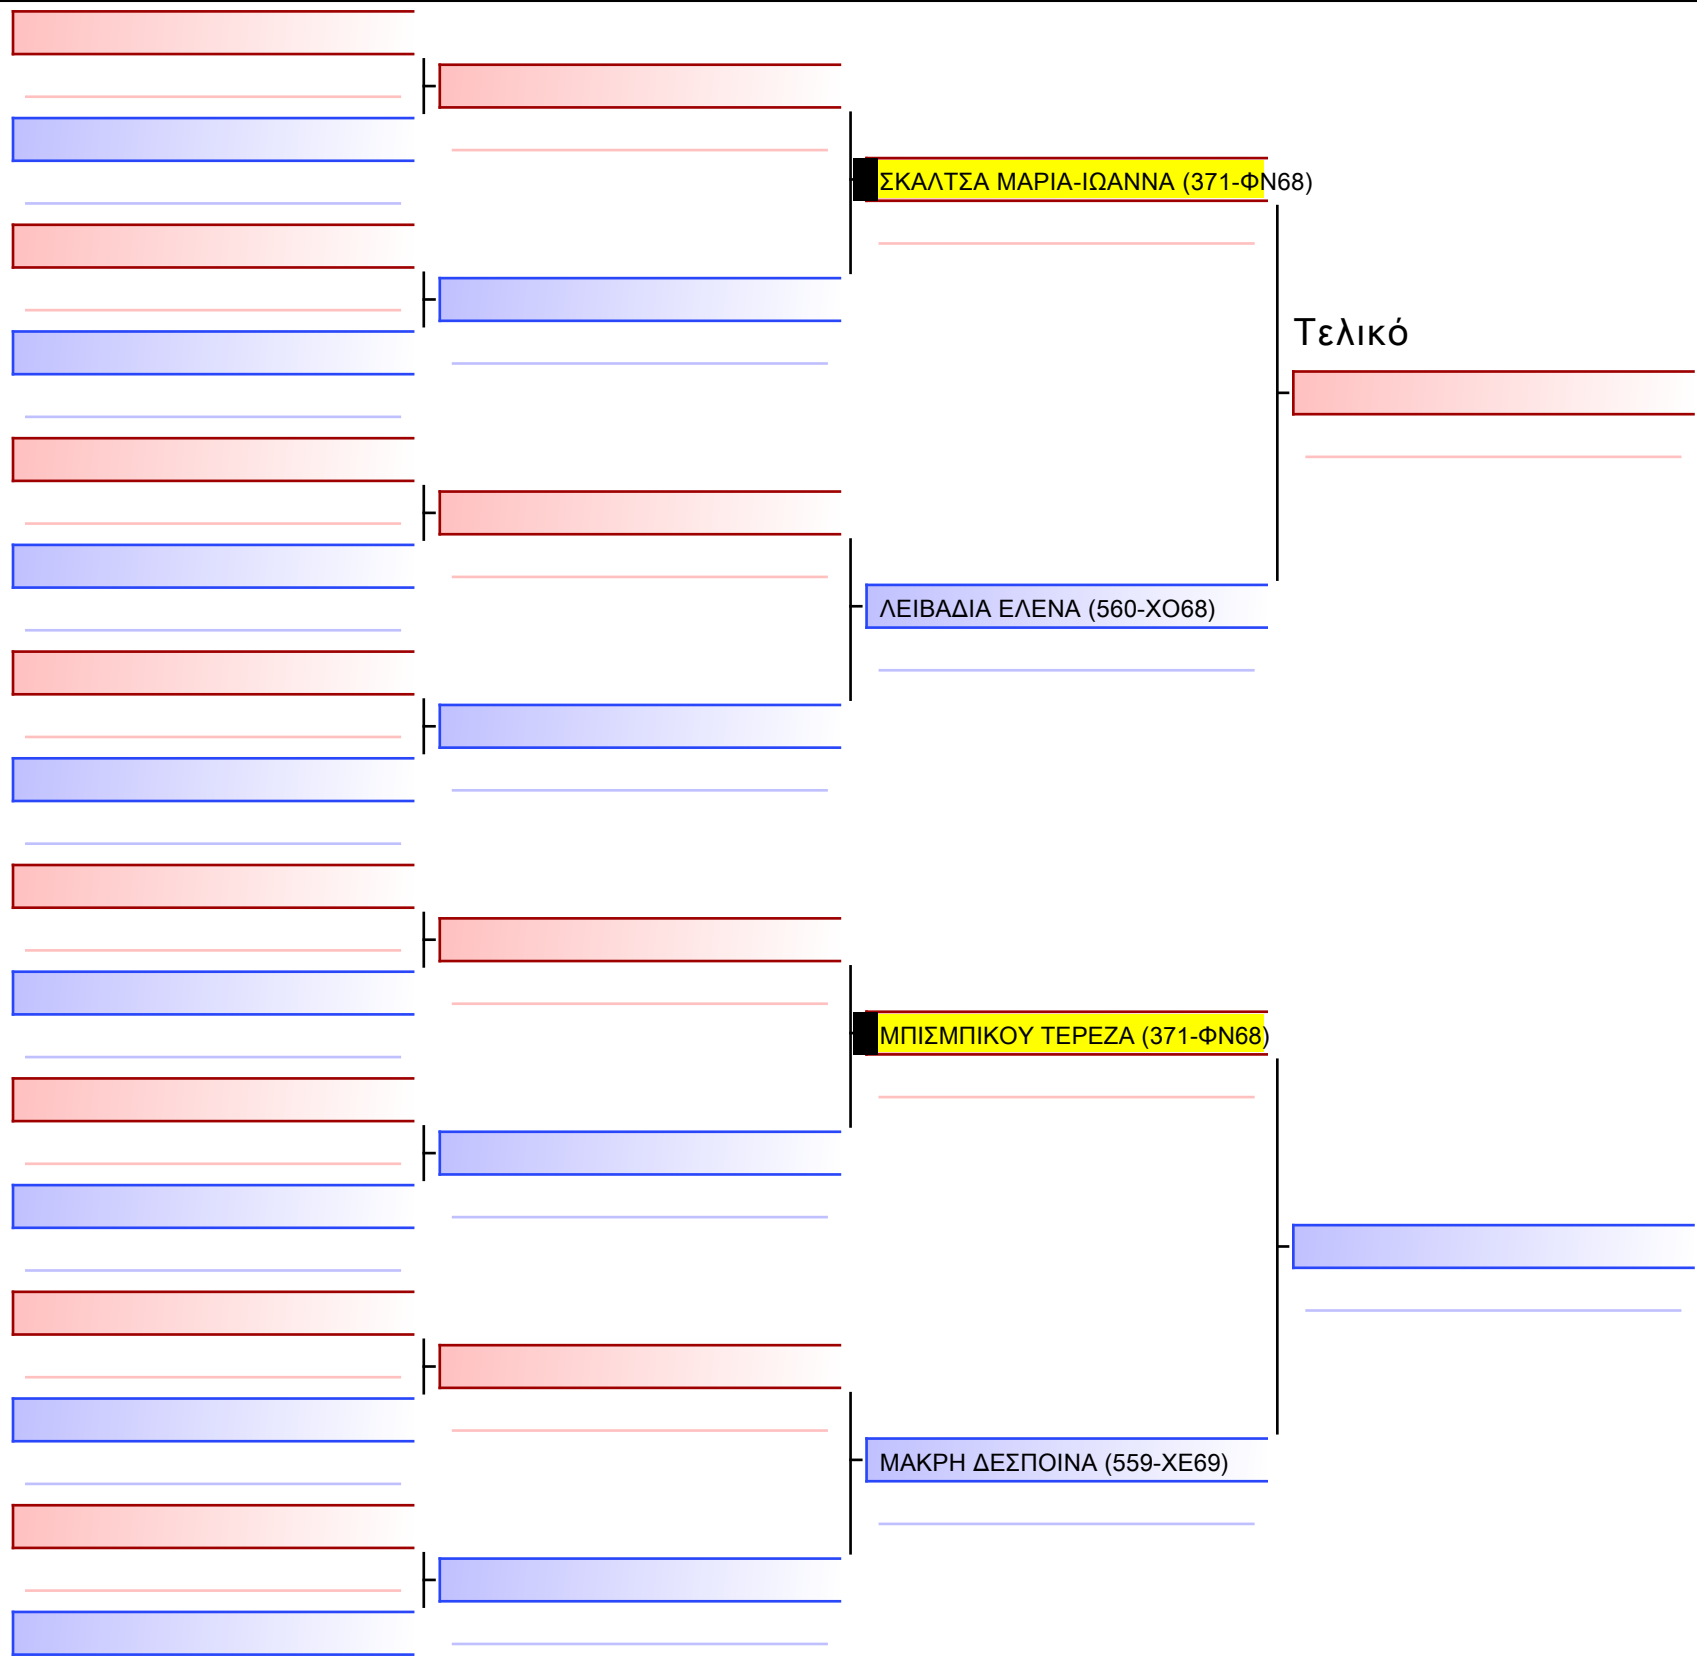 ΣΚΑΛΤΣΑ ΜΑΡΙΑ-ΙΩΑΝΝΑ (371-ΦΝ68)
Τελικό
ΛΕΙΒΑΔΙΑ ΕΛΕΝΑ (560-ΧΟ68)
ΜΠΙΣΜΠΙΚΟΥ ΤΕΡΕΖΑ (371-ΦΝ68)
ΜΑΚΡΗ ΔΕΣΠΟΙΝΑ (559-ΧΕ69)